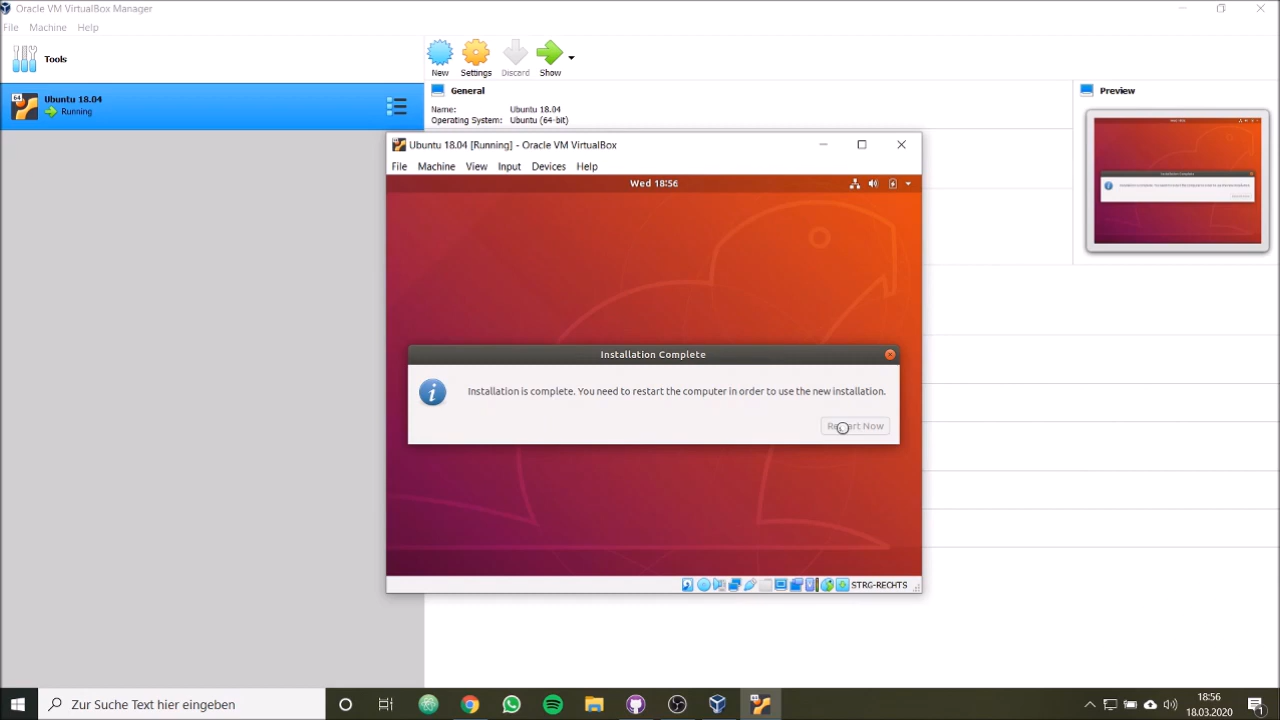 Oracle VM VirtualBox Manager
File Machine Help
Tools
New Settings Discard Show
64
Ubuntu 18.04
Running
General
Name: Ubuntu 18.04
Operating System: Ubuntu (64-bit)
Preview
Ubuntu 18.04 [Running] - Oracle VM VirtualBox
File Machine View Input Devices Help
Wed 18:56
Installation Complete
Installation is complete. You need to restart the computer in order to use the new installation.
Restart Now
STRG-RECHTS
Zur Suche Text hier eingeben
18:56
18.03.2020